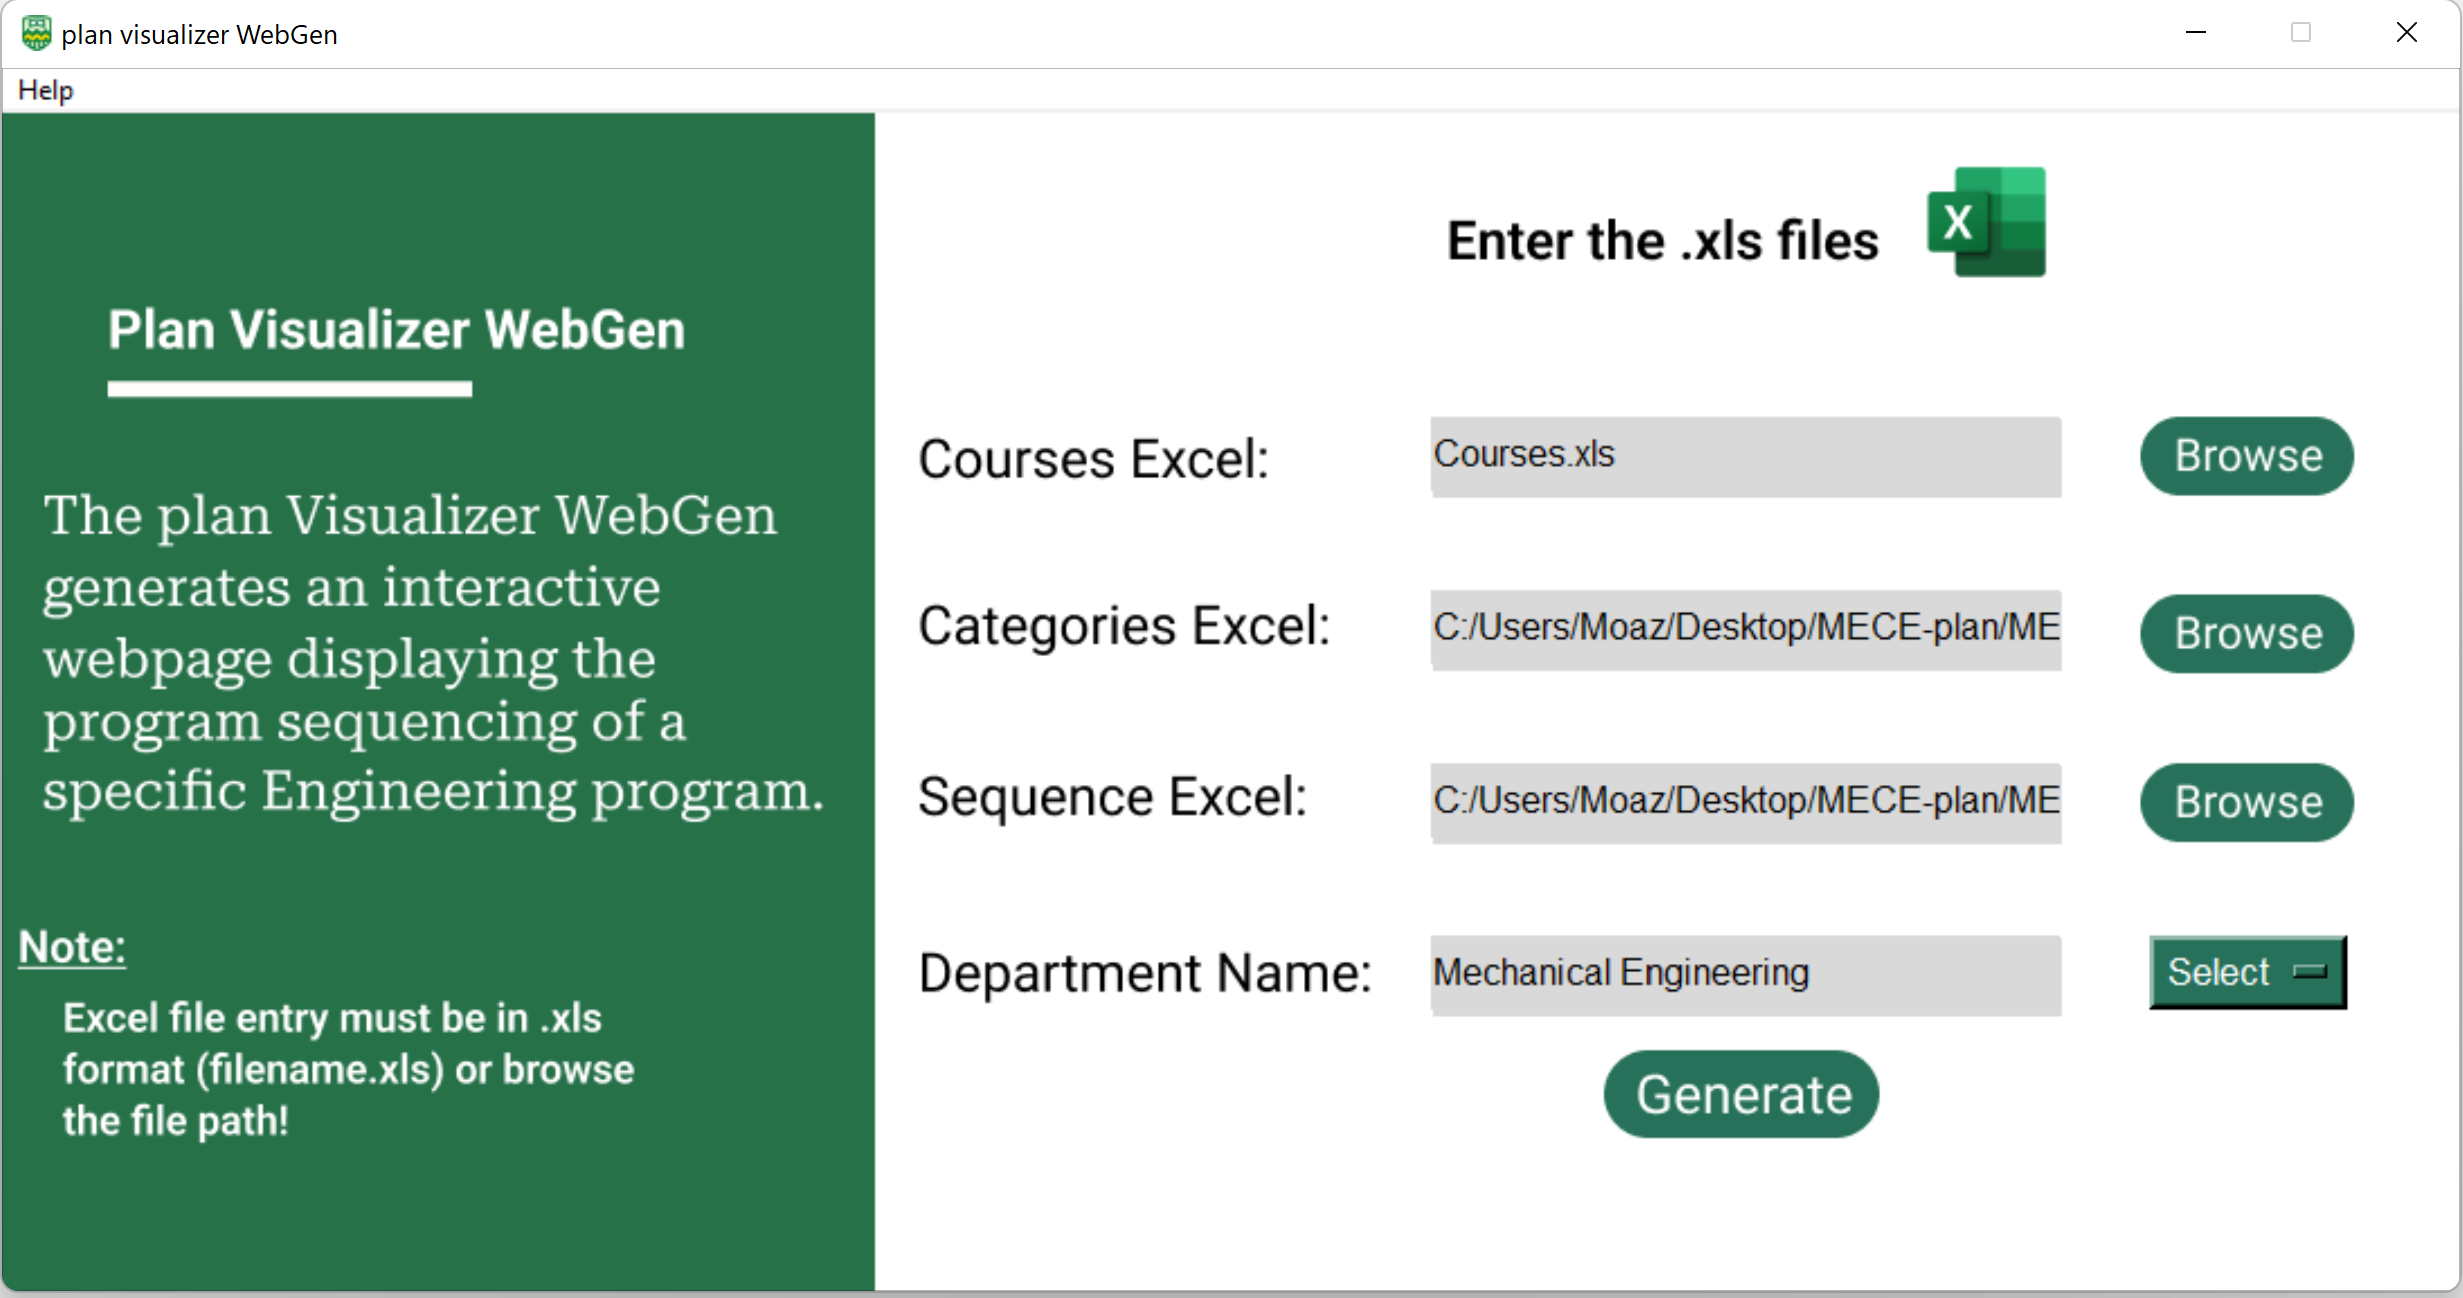 plan visualizer WebGen
Help
Plan Visualizer WebGen
The plan Visualizer WebGen
generates an interactive
webpage displaying the
program sequencing of a
specific Engineering program.
Note:
Excel file entry must be in .xls
format (filename.xls) or browse
the file path!
Enter the .xls files
X
Courses Excel:
Courses.xls
Browse
Categories Excel:
C:/Users/Moaz/Desktop/MECE-plan/ME
Browse
Sequence Excel:
C:/Users/Moaz/Desktop/MECE-plan/ME
Browse
Department Name:
Mechanical Engineering
Select
Generate